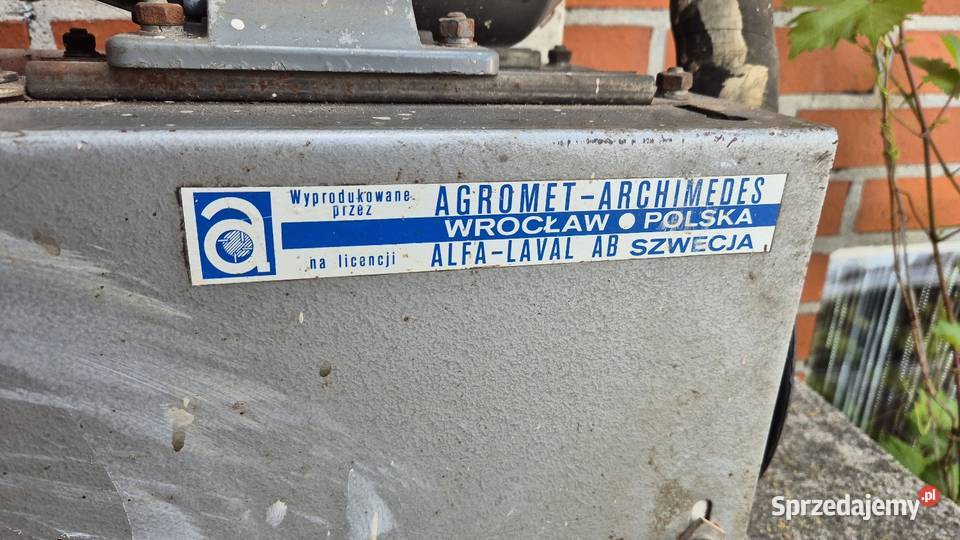 Wyprodukowane przez
AGROMET-ARCHIMEDES
WROCŁAW ● POLSKA
na licencji
ALFA-LAVAL AB SZWECJA
Sprzedajemy.pl